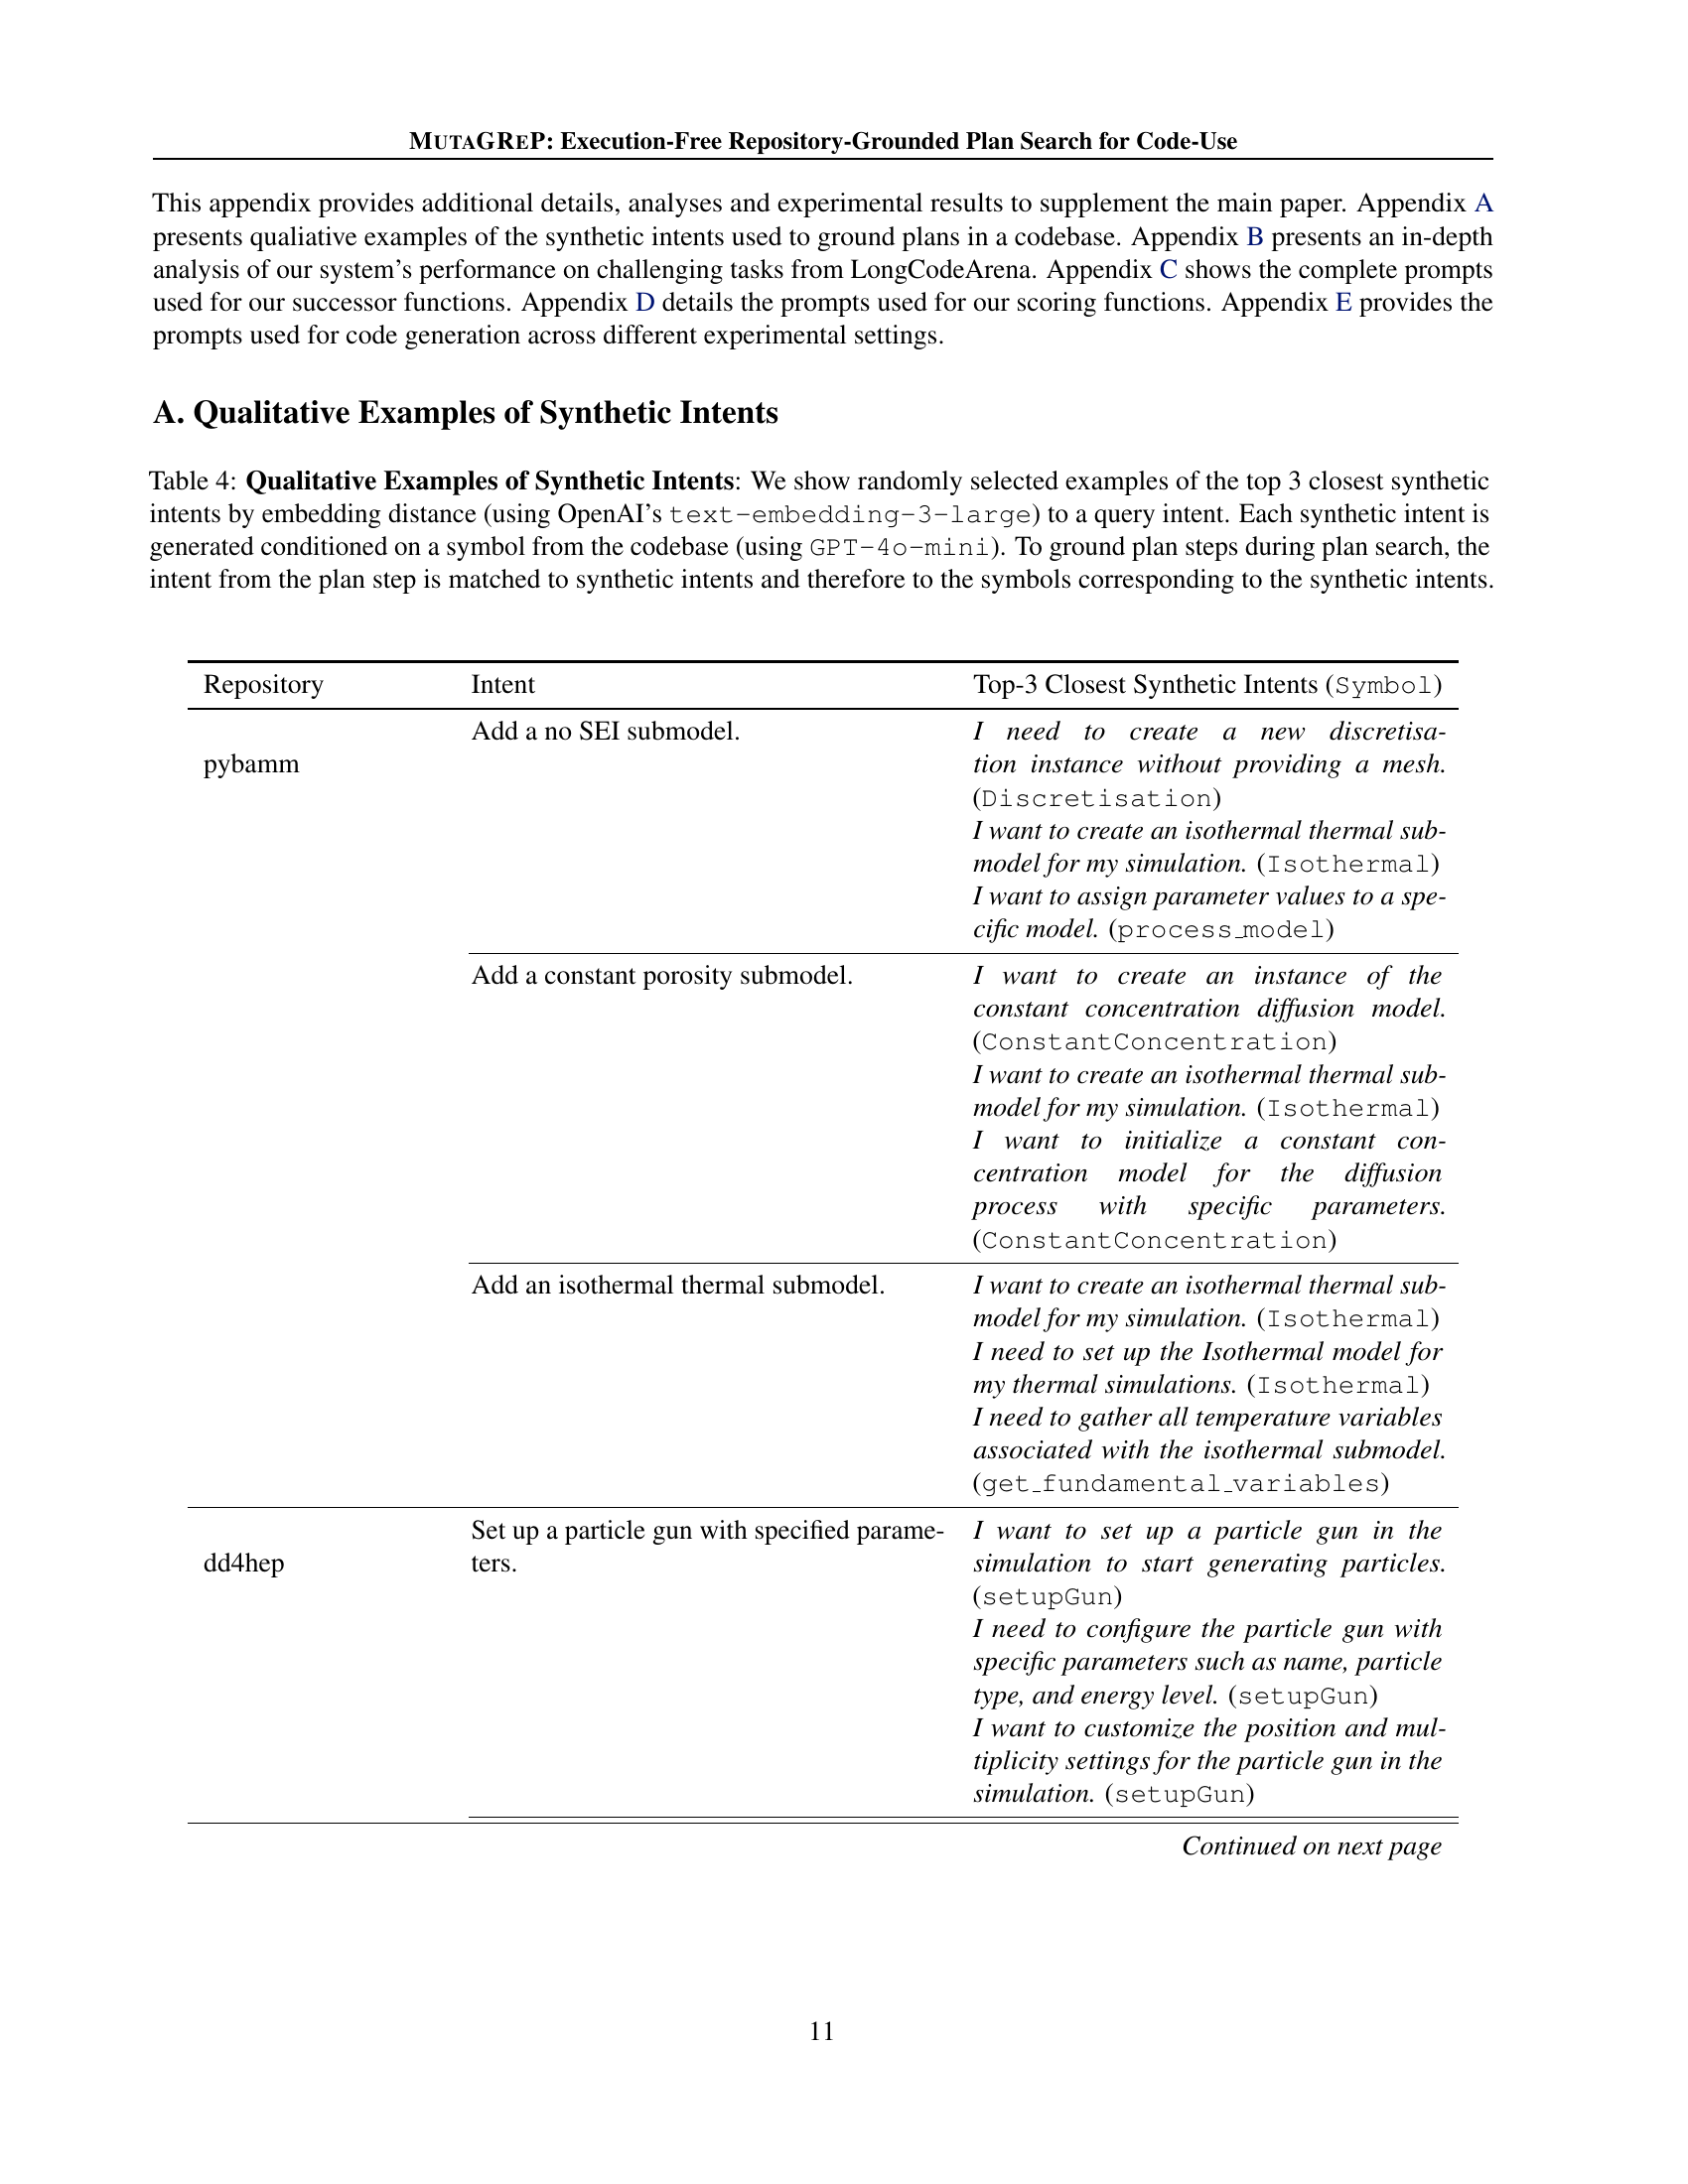 MUTAGREP: Execution-Free Repository-Grounded Plan Search for Code-Use
This appendix provides additional details, analyses and experimental results to supplement the main paper. Appendix A
presents qualiative examples of the synthetic intents used to ground plans in a codebase. Appendix B presents an in-depth
analysis of our system's performance on challenging tasks from LongCodeArena. Appendix C shows the complete prompts
used for our successor functions. Appendix D details the prompts used for our scoring functions. Appendix E provides the
prompts used for code generation across different experimental settings.
A. Qualitative Examples of Synthetic Intents
Table 4: Qualitative Examples of Synthetic Intents: We show randomly selected examples of the top 3 closest synthetic
intents by embedding distance (using OpenAI's text-embedding-3-large) to a query intent. Each synthetic intent is
generated conditioned on a symbol from the codebase (using GPT-4o-mini). To ground plan steps during plan search, the
intent from the plan step is matched to synthetic intents and therefore to the symbols corresponding to the synthetic intents.
Repository Intent Top-3 Closest Synthetic Intents (Symbol)
Add a no SEI submodel. I need to create a new discretisa-
pybamm tion instance without providing a mesh.
(Discretisation)
I want to create an isothermal thermal sub-
model for my simulation. (Isothermal)
I want to assign parameter values to a spe-
cific model. (process_model)
Add a constant porosity submodel. I want to create an instance of the
constant concentration diffusion model.
(ConstantConcentration)
I want to create an isothermal thermal sub-
model for my simulation. (Isothermal)
I want to initialize a constant con-
centration model for the diffusion
process with specific parameters.
(ConstantConcentration)
Add an isothermal thermal submodel. I want to create an isothermal thermal sub-
model for my simulation. (Isothermal)
I need to set up the Isothermal model for
my thermal simulations. (Isothermal)
I need to gather all temperature variables
associated with the isothermal submodel.
(get_fundamental_variables)
Set up a particle gun with specified parame- I want to set up a particle gun in the
dd4hep ters. simulation to start generating particles.
(setupGun)
I need to configure the particle gun with
specific parameters such as name, particle
type, and energy level. (setupGun)
I want to customize the position and mul-
tiplicity settings for the particle gun in the
simulation. (setupGun)
Continued on next page
11